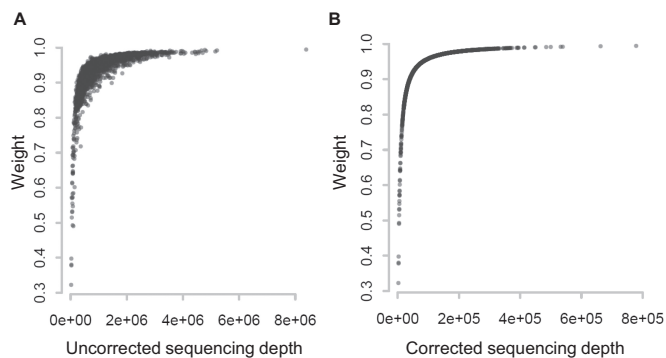 A
B
1.0
0.9
0.8
0.7
0.6
0.5
0.4
0.3
Weight
0e+00 2e+06 4e+06 6e+06 8e+06
Uncorrected sequencing depth
1.0
0.9
0.8
0.7
0.6
0.5
0.4
0.3
Weight
0e+00 2e+05 4e+05 6e+05 8e+05
Corrected sequencing depth